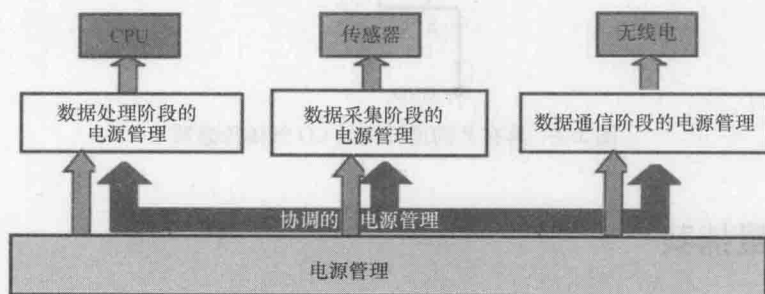 CPU
传感器
无线电
数据处理阶段的
电源管理
数据采集阶段的
电源管理
数据通信阶段的电源管理
协调的 电源管理
电源管理